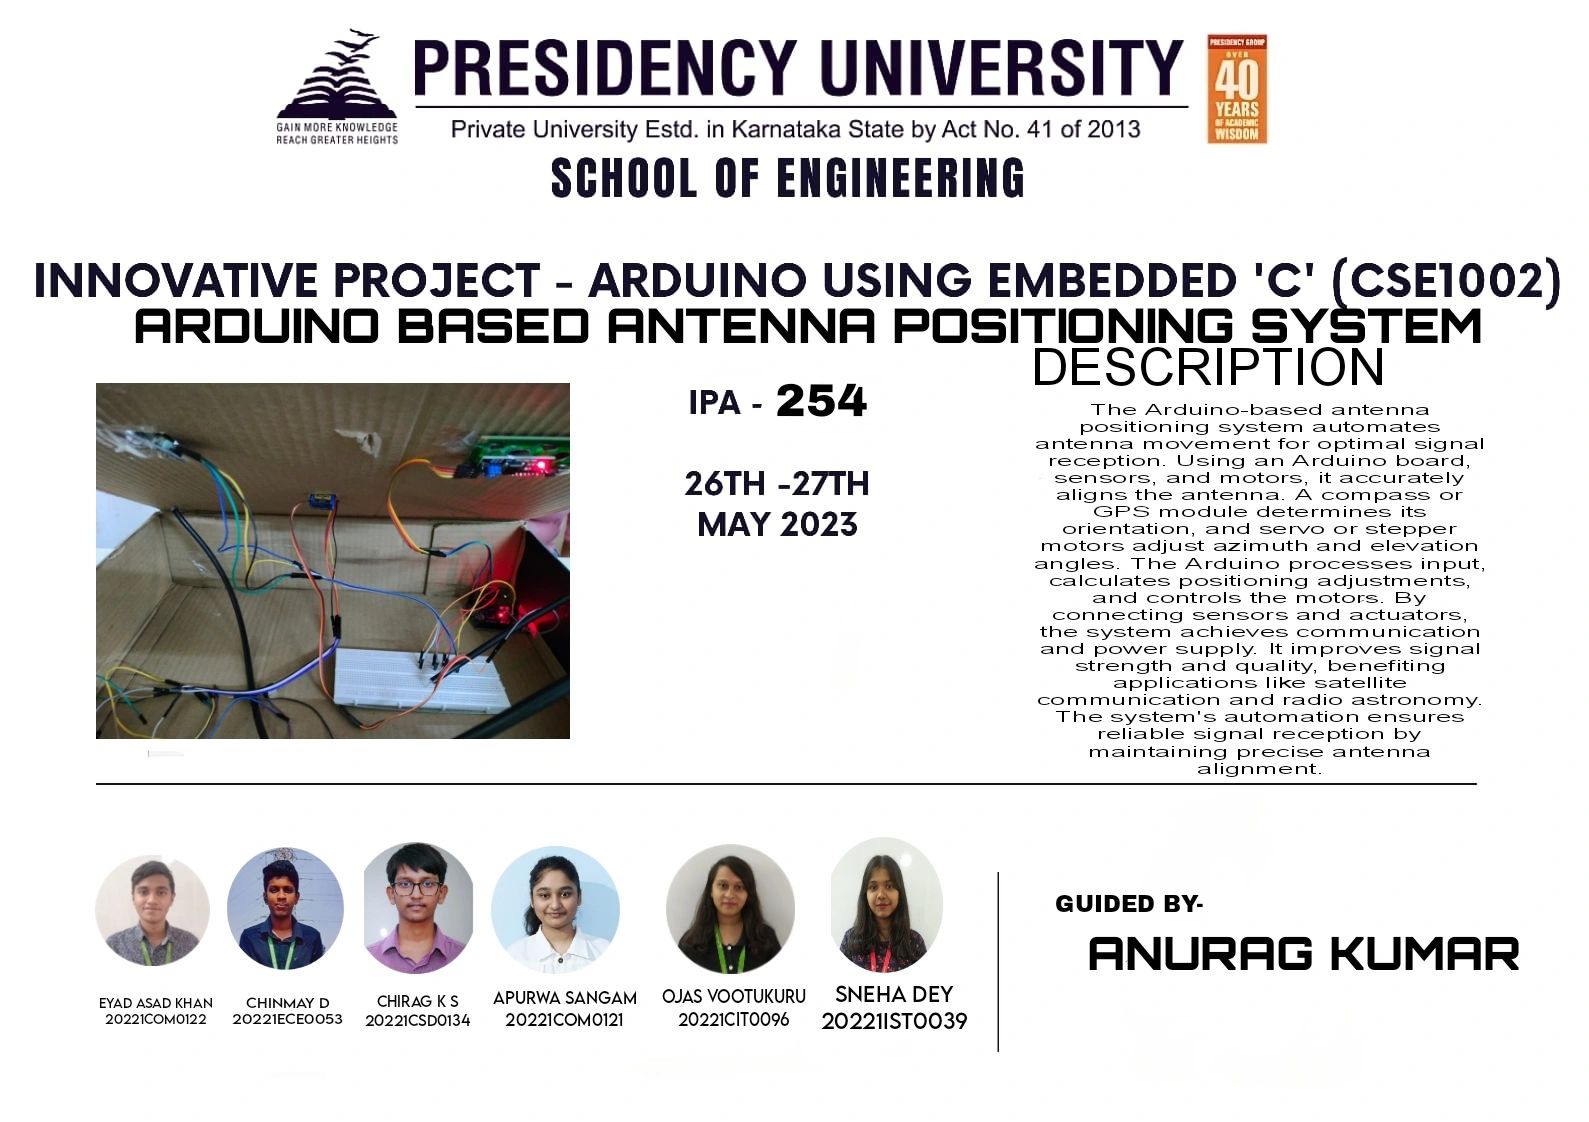 GAIN MORE KNOWLEDGE
REACH GREATER HEIGHTS
PRESIDENCY UNIVERSITY
Private University Estd. in Karnataka State by Act No. 41 of 2013
PRESIDENCY GROUP
OVER
40
YEARS
OF ACADEMIC
WISDOM
SCHOOL OF ENGINEERING
INNOVATIVE PROJECT - ARDUINO USING EMBEDDED 'C' (CSE1002)
ARDUINO BASED ANTENNA POSITIONING SYSTEM
IPA - 254
26TH -27TH
MAY 2023
DESCRIPTION
The Arduino-based antenna
positioning system automates
antenna movement for optimal signal
reception. Using an Arduino board,
sensors, and motors, it accurately
aligns the antenna. A compass or
GPS module determines its
orientation, and servo or stepper
motors adjust azimuth and elevation
angles. The Arduino processes input,
calculates positioning adjustments,
and controls the motors. By
connecting sensors and actuators,
the system achieves communication
and power supply. It improves signal
strength and quality, benefiting
applications like satellite
communication and radio astronomy.
The system's automation ensures
reliable signal reception by
maintaining precise antenna
alignment.
EYAD ASAD KHAN
20221COM0122
CHINMAY D
20221ECE0053
CHIRAG K S
20221CSD0134
APURWA SANGAM
20221COM0121
OJAS VOOTUKURU
20221CIT0096
SNEHA DEY
20221IST0039
GUIDED BY-
ANURAG KUMAR